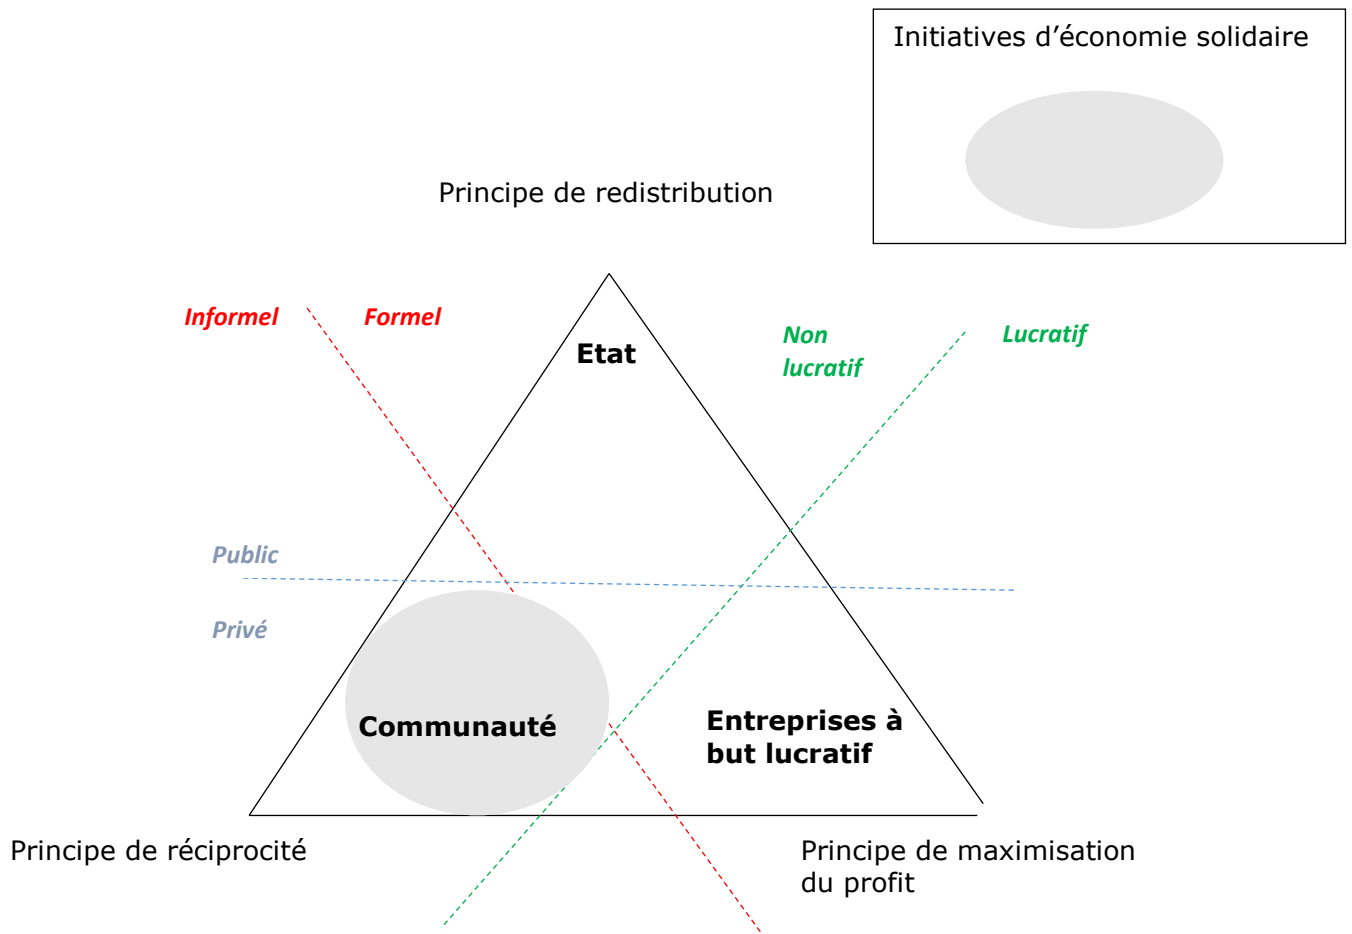 Initiatives d’économie solidaire
Principe de redistribution
Informel
Formel
Non
lucratif
Lucratif
Etat
Public
Privé
Communauté
Entreprises à
but lucratif
Principe de réciprocité
Principe de maximisation
du profit